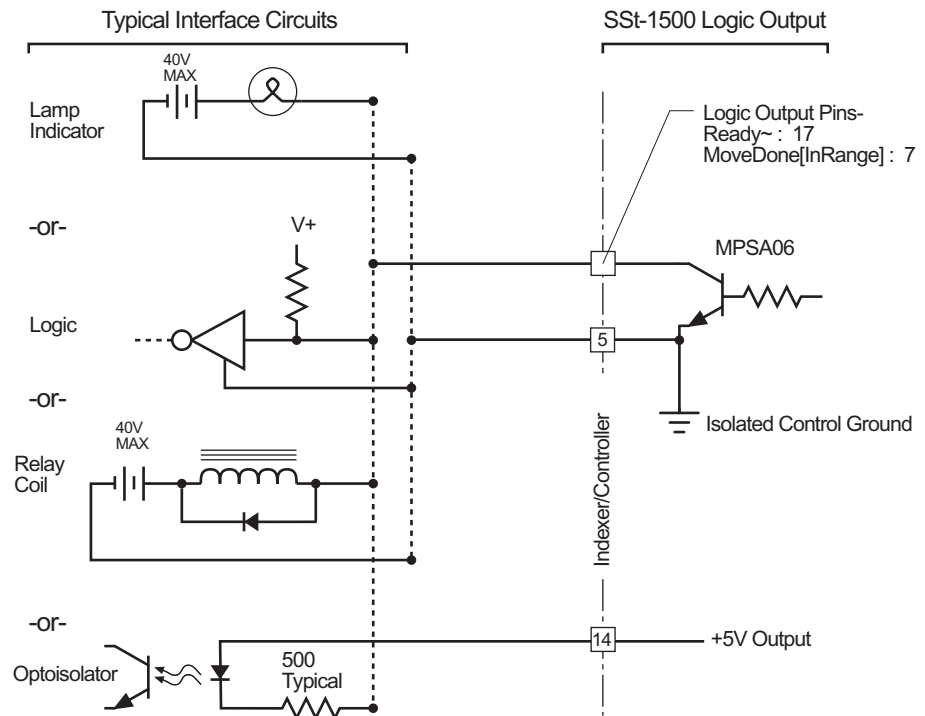 Typical Interface Circuits
SSt-1500 Logic Output
40V
MAX
Lamp
Indicator
Logic Output Pins-
Ready~ : 17
MoveDone[InRange] : 7
-or-
V+
MPSA06
Logic
5
-or-
Isolated Control Ground
40V
MAX
Relay
Coil
Indexer/Controller
-or-
14
+5V Output
Optoisolator
500
Typical